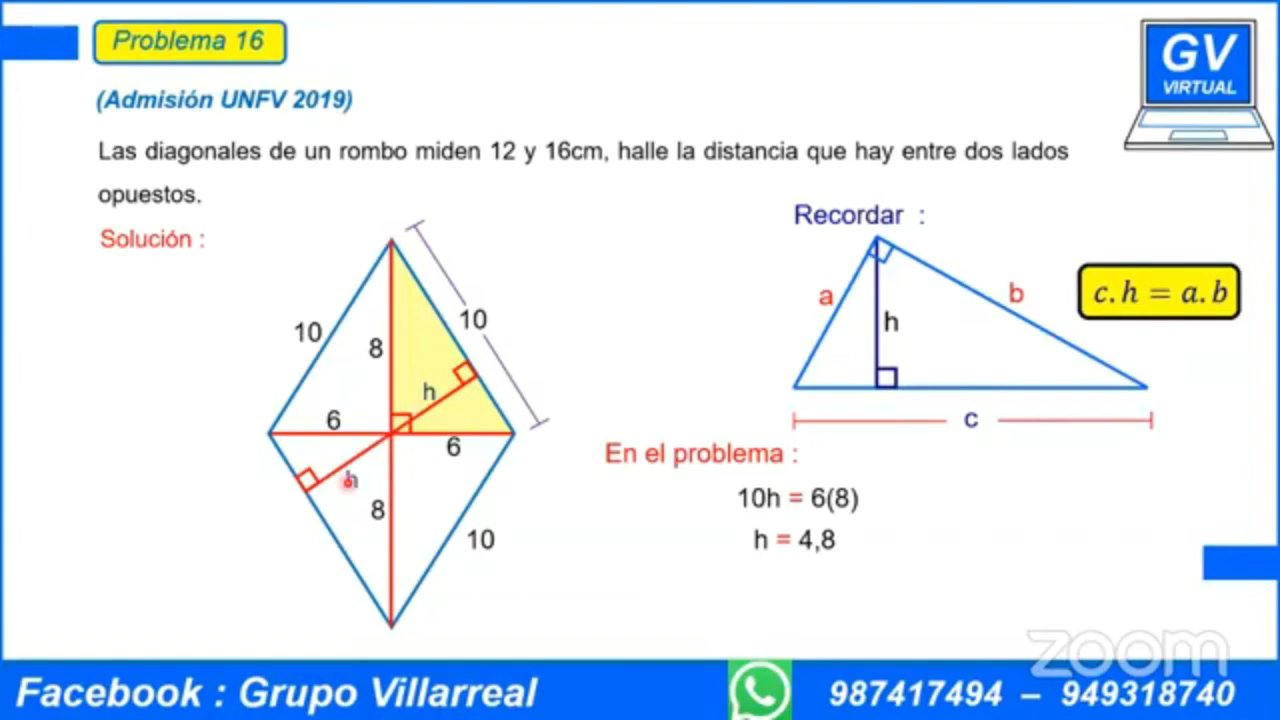 Problema 16
GV
VIRTUAL
(Admisión UNFV 2019)
Las diagonales de un rombo miden 12 y 16cm, halle la distancia que hay entre dos lados
opuestos.
Recordar :
Solución :
a
b
c.h = a.b
h
c
10
8
10
h
6
6
h
8
10
En el problema :
10h = 6(8)
h = 4,8
zoom
Facebook : Grupo Villarreal
987417494 – 949318740